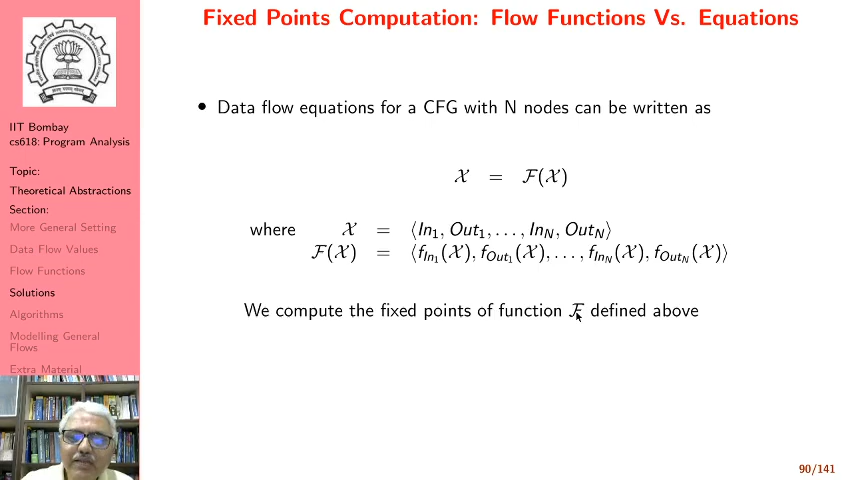 Fixed Points Computation: Flow Functions Vs. Equations
IIT Bombay
cs618: Program Analysis
Topic:
Theoretical Abstractions
Section:
More General Setting
Data Flow Values
Flow Functions
Solutions
Algorithms
Modelling General
Flows
Extra Material
• Data flow equations for a CFG with N nodes can be written as
𝒳 = ℱ(𝒳)
where 𝒳 = ⟨In₁, Out₁, . . . , In_N, Out_N⟩
ℱ(𝒳) = ⟨f_In₁(𝒳), f_Out₁(𝒳), . . . , f_In_N(𝒳), f_Out_N(𝒳)⟩
We compute the fixed points of function ℱ defined above
90/141